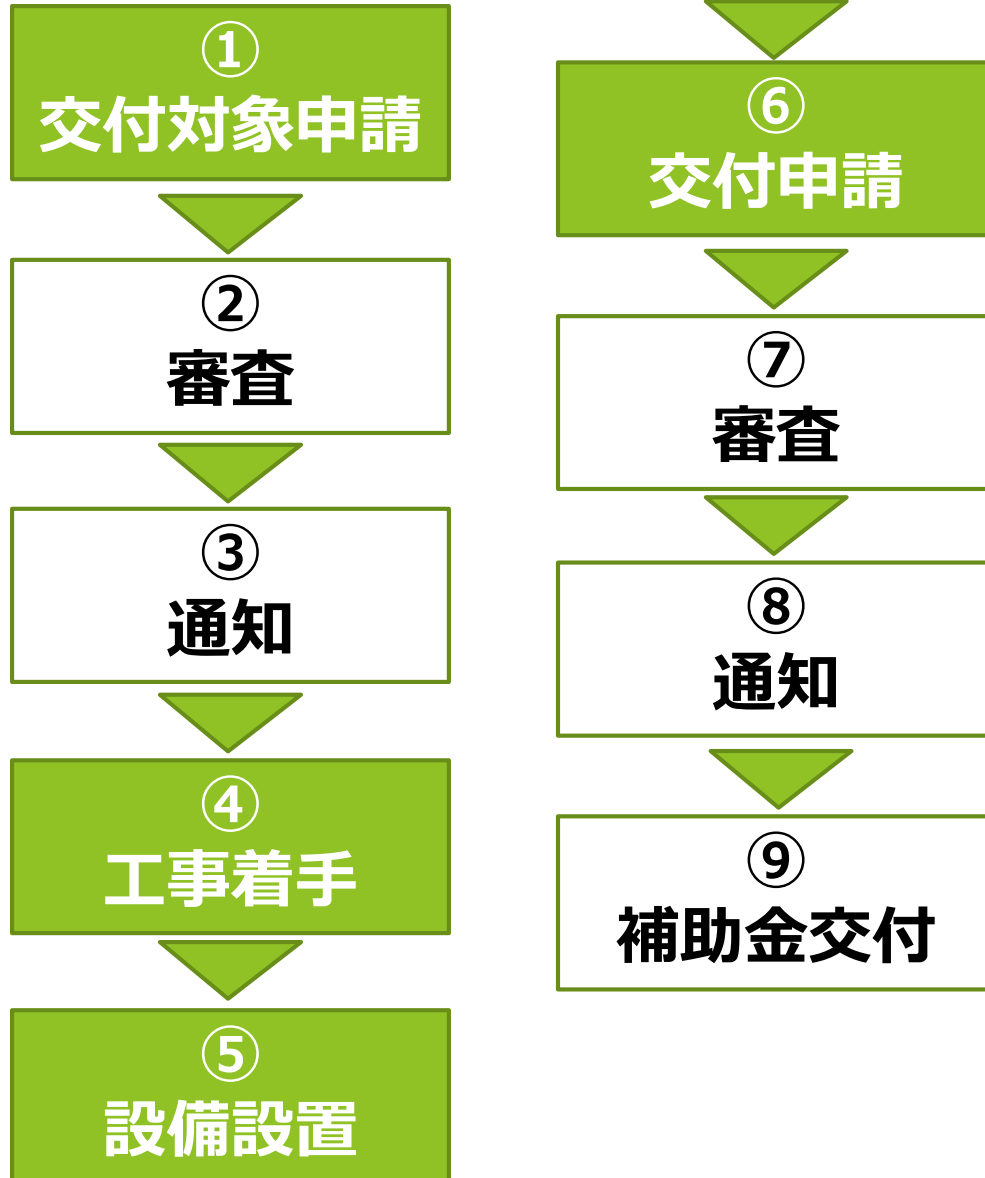 ①
交付対象申請
②
審査
③
通知
④
工事着手
⑤
設備設置
⑥
交付申請
⑦
審査
⑧
通知
⑨
補助金交付